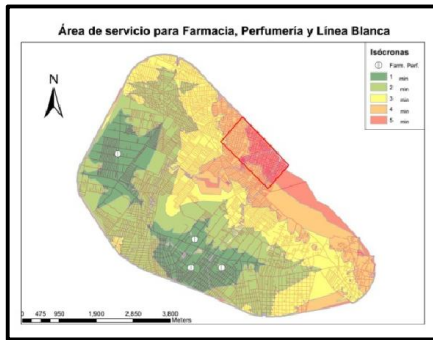 Área de servicio para Farmacia, Perfumería y Línea Blanca
Isócronas
Farm. Perf.
1 min
2 min
3 min
4 min
5 min
N
0 475 950 1,900 2,850 3,800
Meters